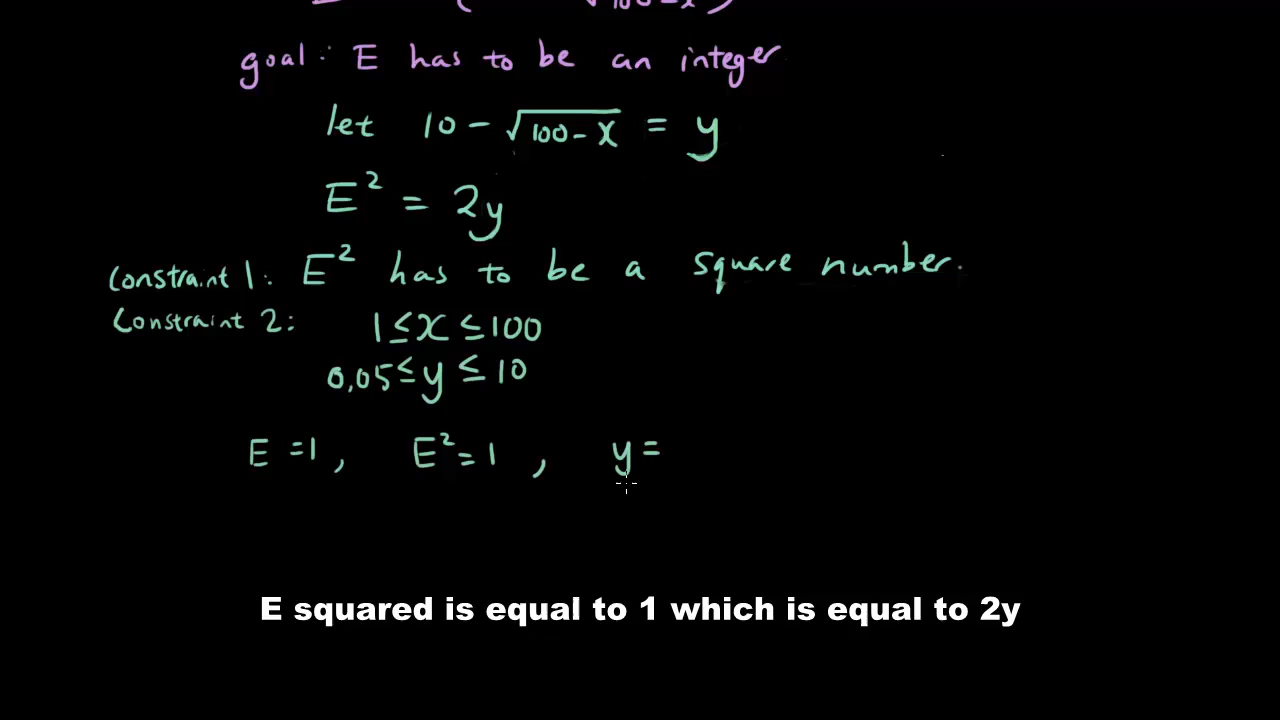 √100-x )
goal: E has to be an integer
let 10 - √100-x = y
E² = 2y
Constraint 1: E² has to be a square number.
Constraint 2: 1 ≤ x ≤ 100
0,05 ≤ y ≤ 10
E =1, E²=1, y=
E squared is equal to 1 which is equal to 2y